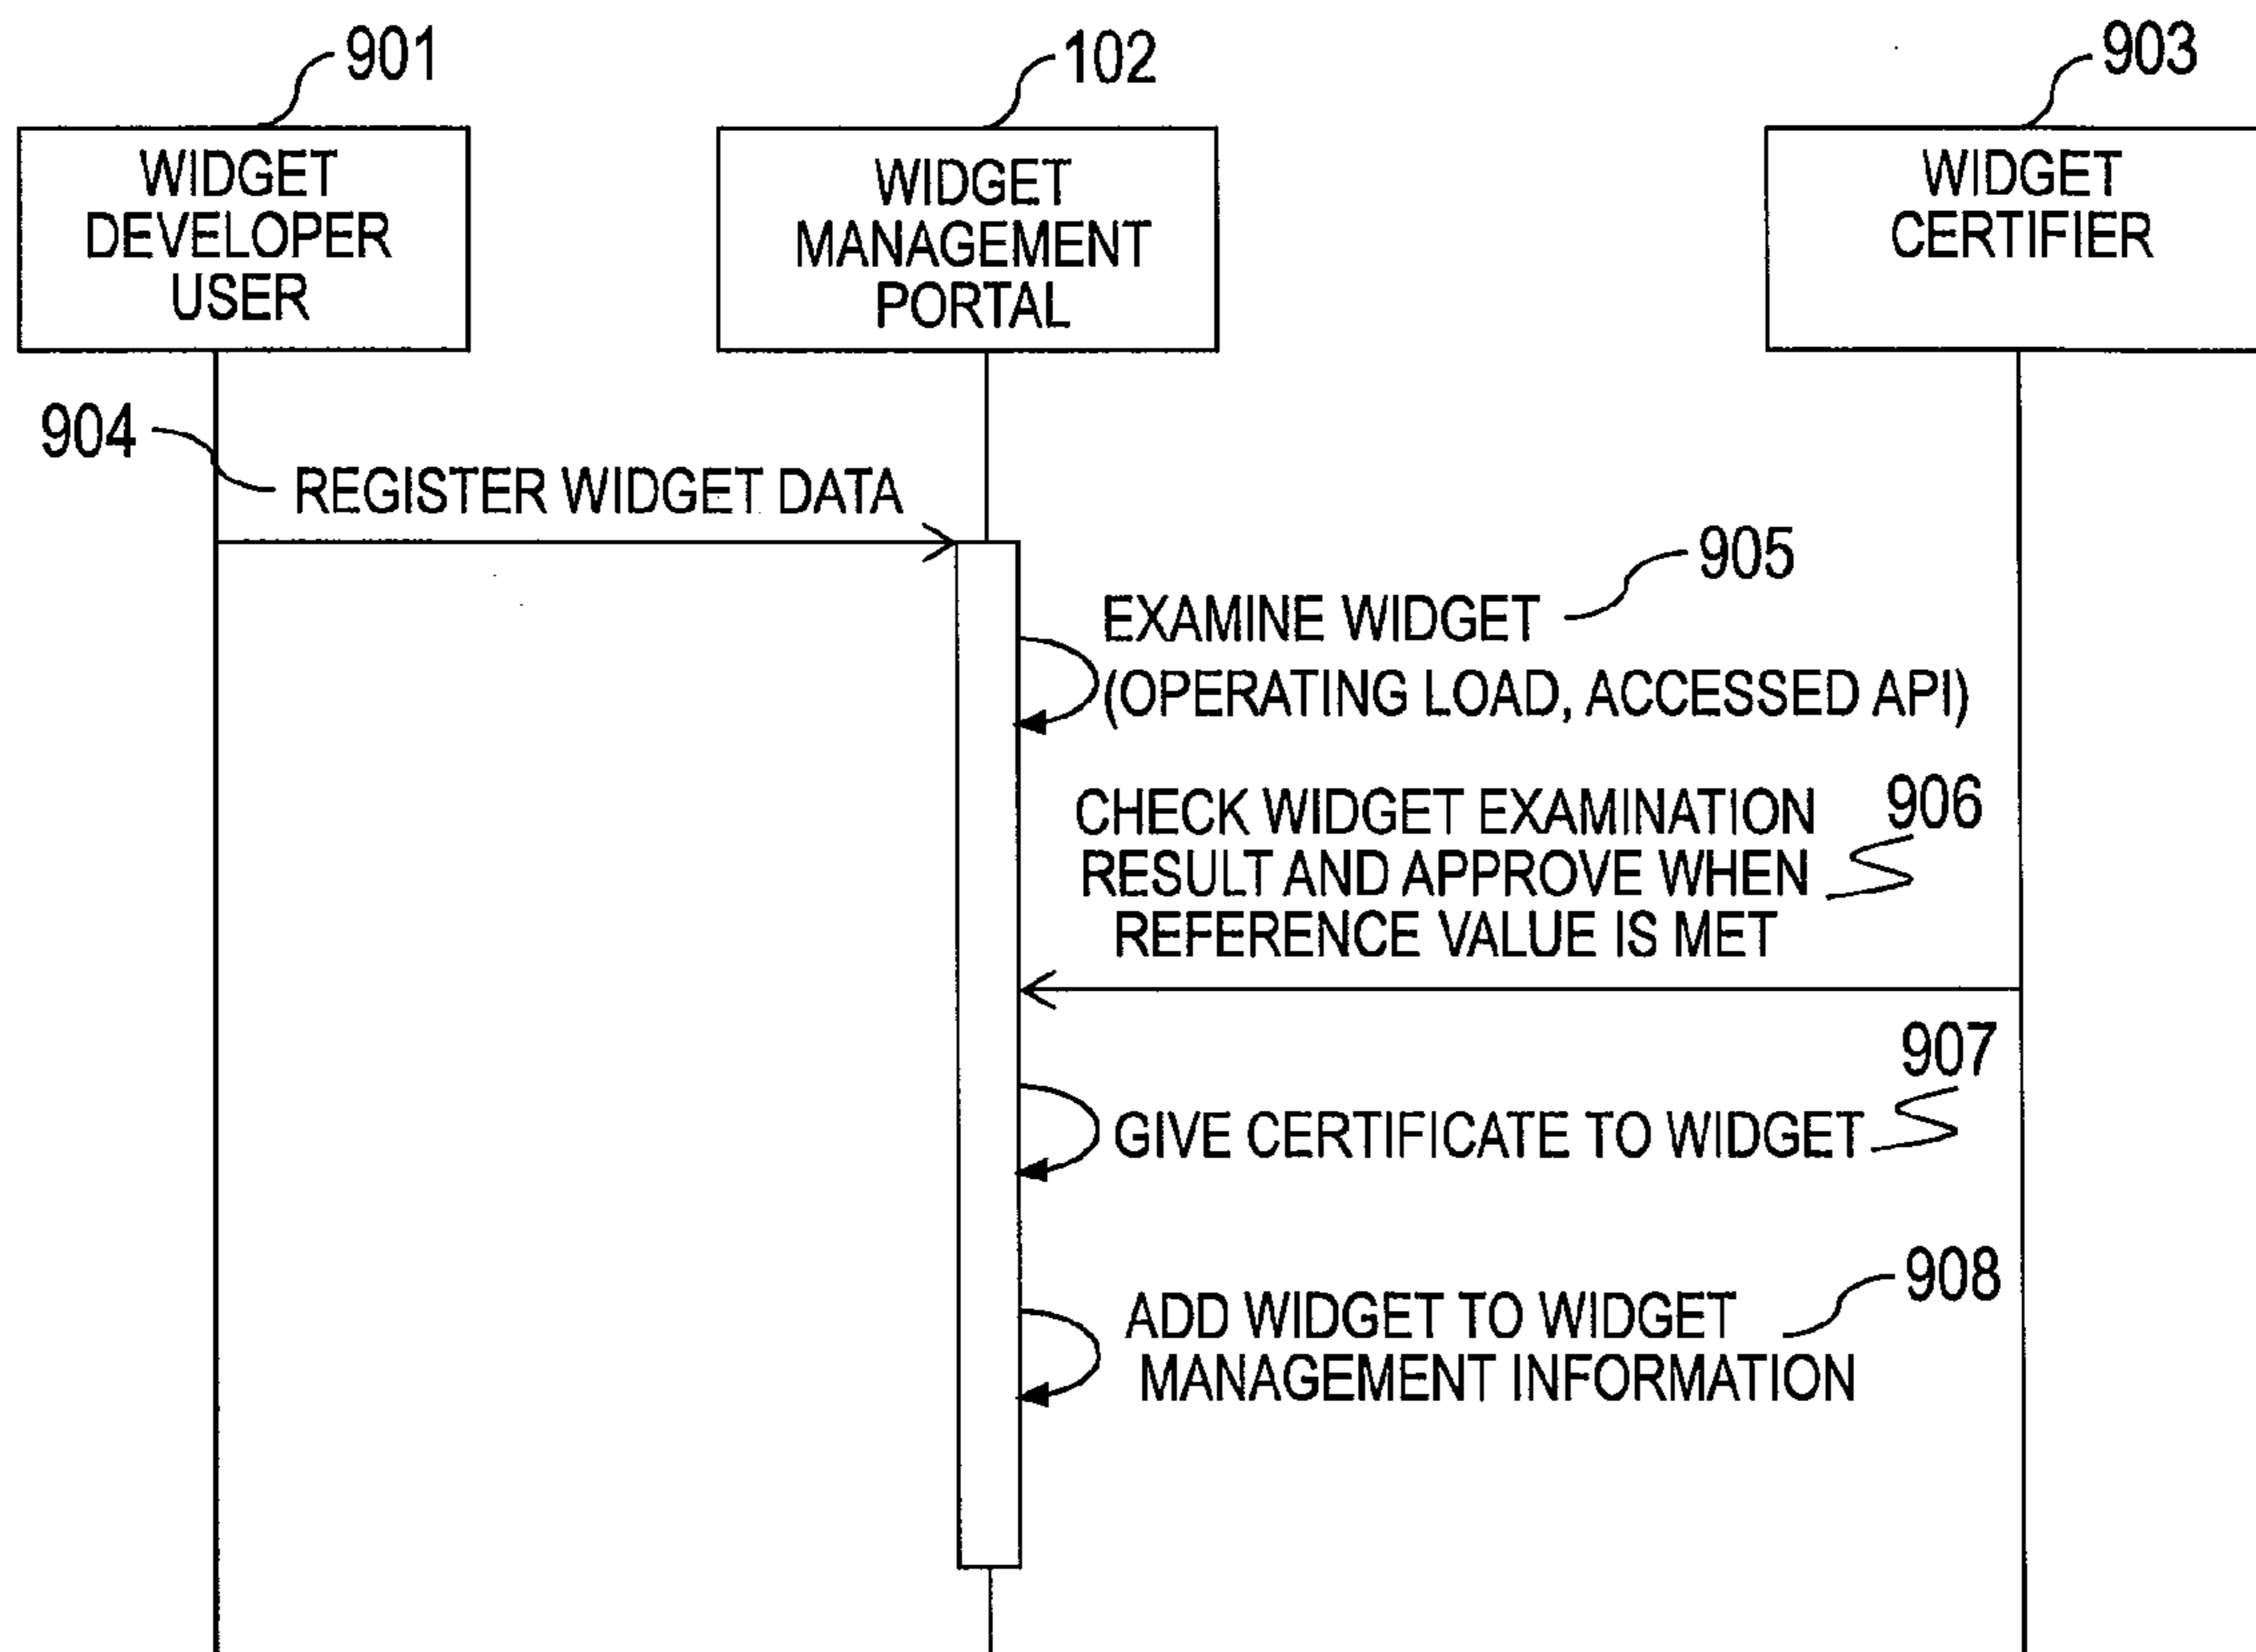 901
102
903
WIDGET
DEVELOPER
USER
WIDGET
MANAGEMENT
PORTAL
WIDGET
CERTIFIER
904
REGISTER WIDGET DATA
905
EXAMINE WIDGET
(OPERATING LOAD, ACCESSED API)
906
CHECK WIDGET EXAMINATION
RESULT AND APPROVE WHEN
REFERENCE VALUE IS MET
907
GIVE CERTIFICATE TO WIDGET
908
ADD WIDGET TO WIDGET
MANAGEMENT INFORMATION